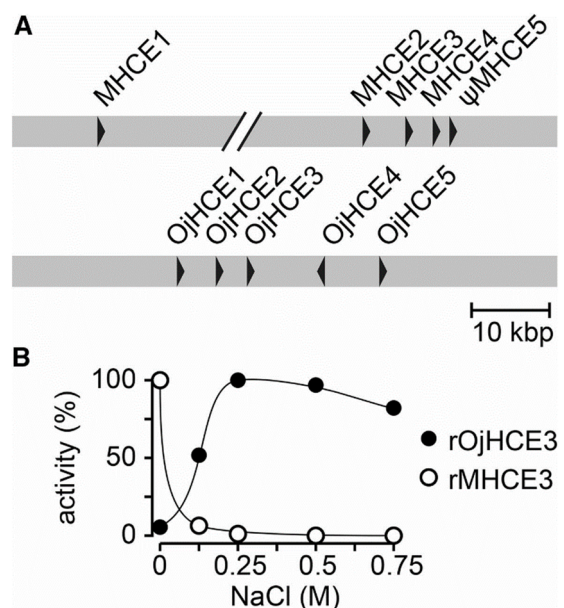 A
MHCE1 MHCE2 MHCE3 MHCE4 ψMHCE5
OjHCE1 OjHCE2 OjHCE3 OjHCE4 OjHCE5
10 kbp
B
activity (%)
100
50
0
0 0.25 0.5 0.75
NaCl (M)
rOjHCE3
rMHCE3